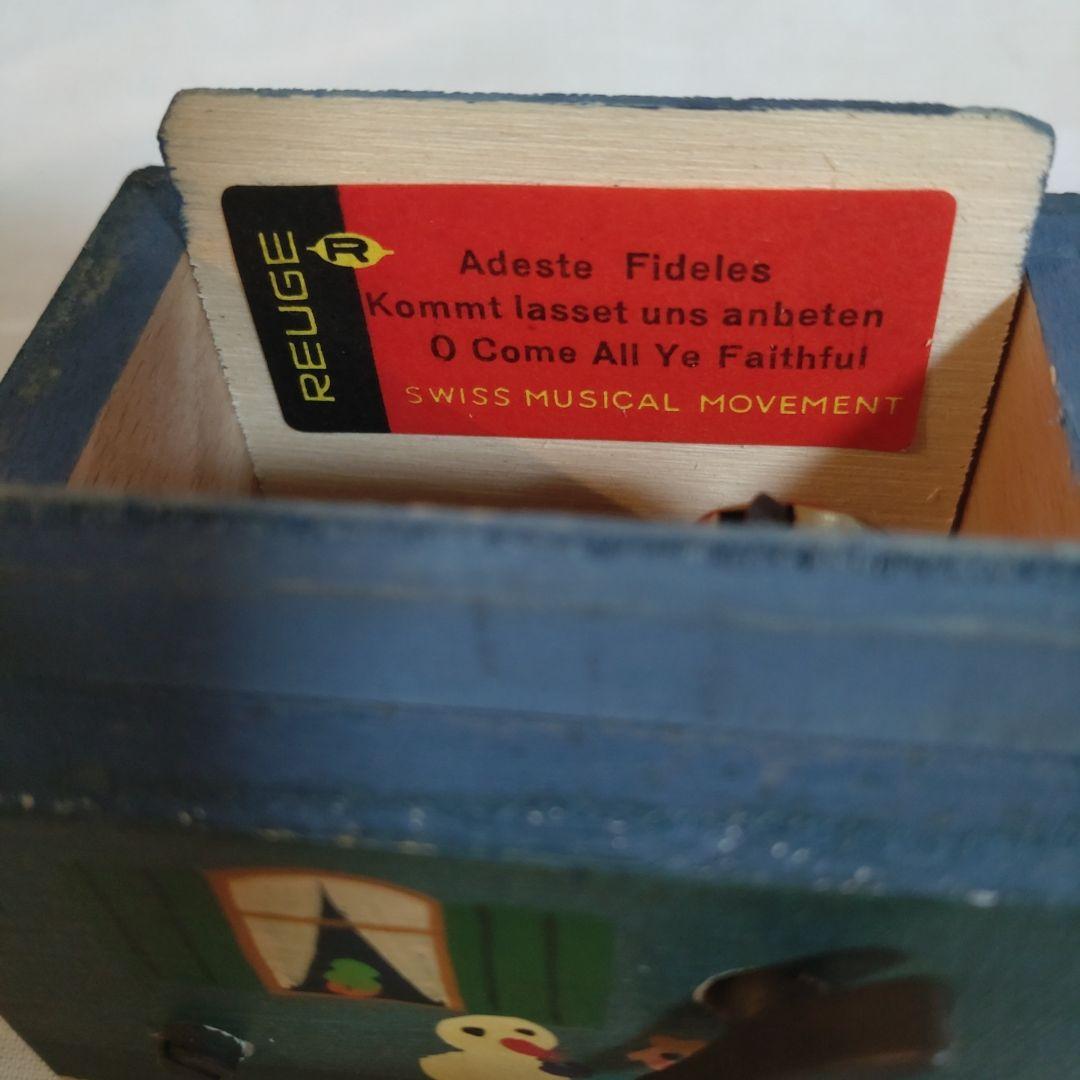 REUGE
R
Adeste Fideles
Kommt lasset uns anbeten
O Come All Ye Faithful
SWISS MUSICAL MOVEMENT